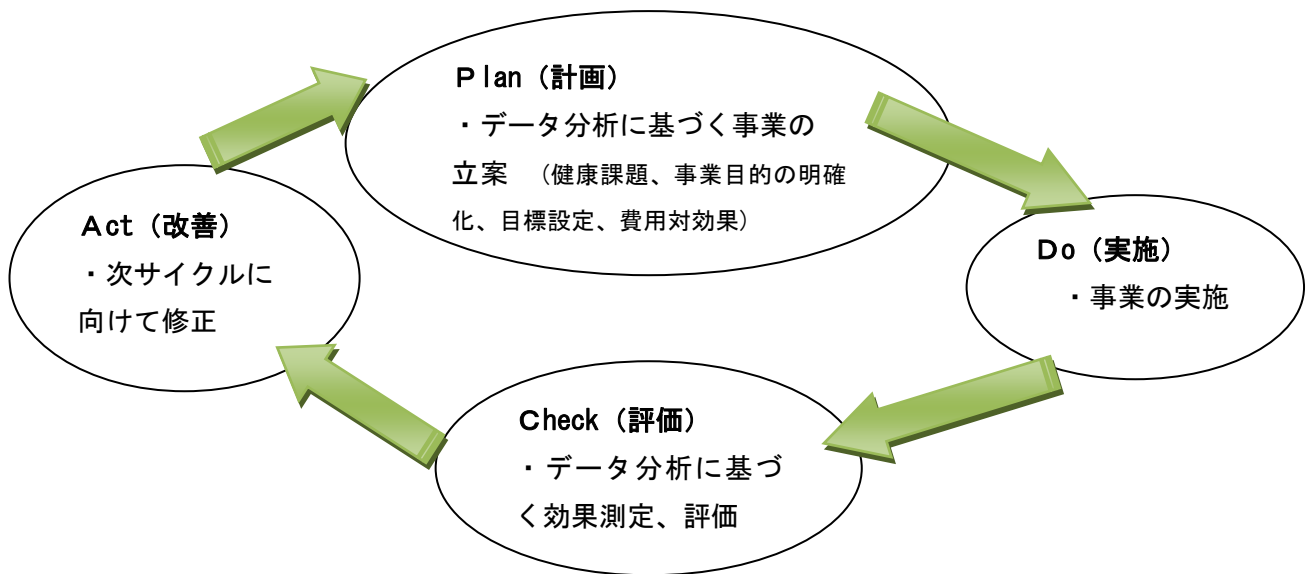 Ｐlan（計画）
・データ分析に基づく事業の
立案　（健康課題、事業目的の明確
化、目標設定、費用対効果）
Ａct（改善）
・次サイクルに
向けて修正
Ｄo（実施）
・事業の実施
Ｃheck（評価）
・データ分析に基づ
く効果測定、評価